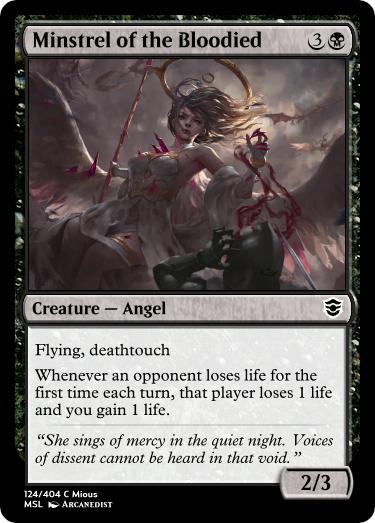 Minstrel of the Bloodied 3
Creature — Angel
Flying, deathtouch
Whenever an opponent loses life for the
first time each turn, that player loses 1 life
and you gain 1 life.
“She sings of mercy in the quiet night. Voices
of dissent cannot be heard in that void.”
2/3
124/404 C Mious
MSL Arcanedist